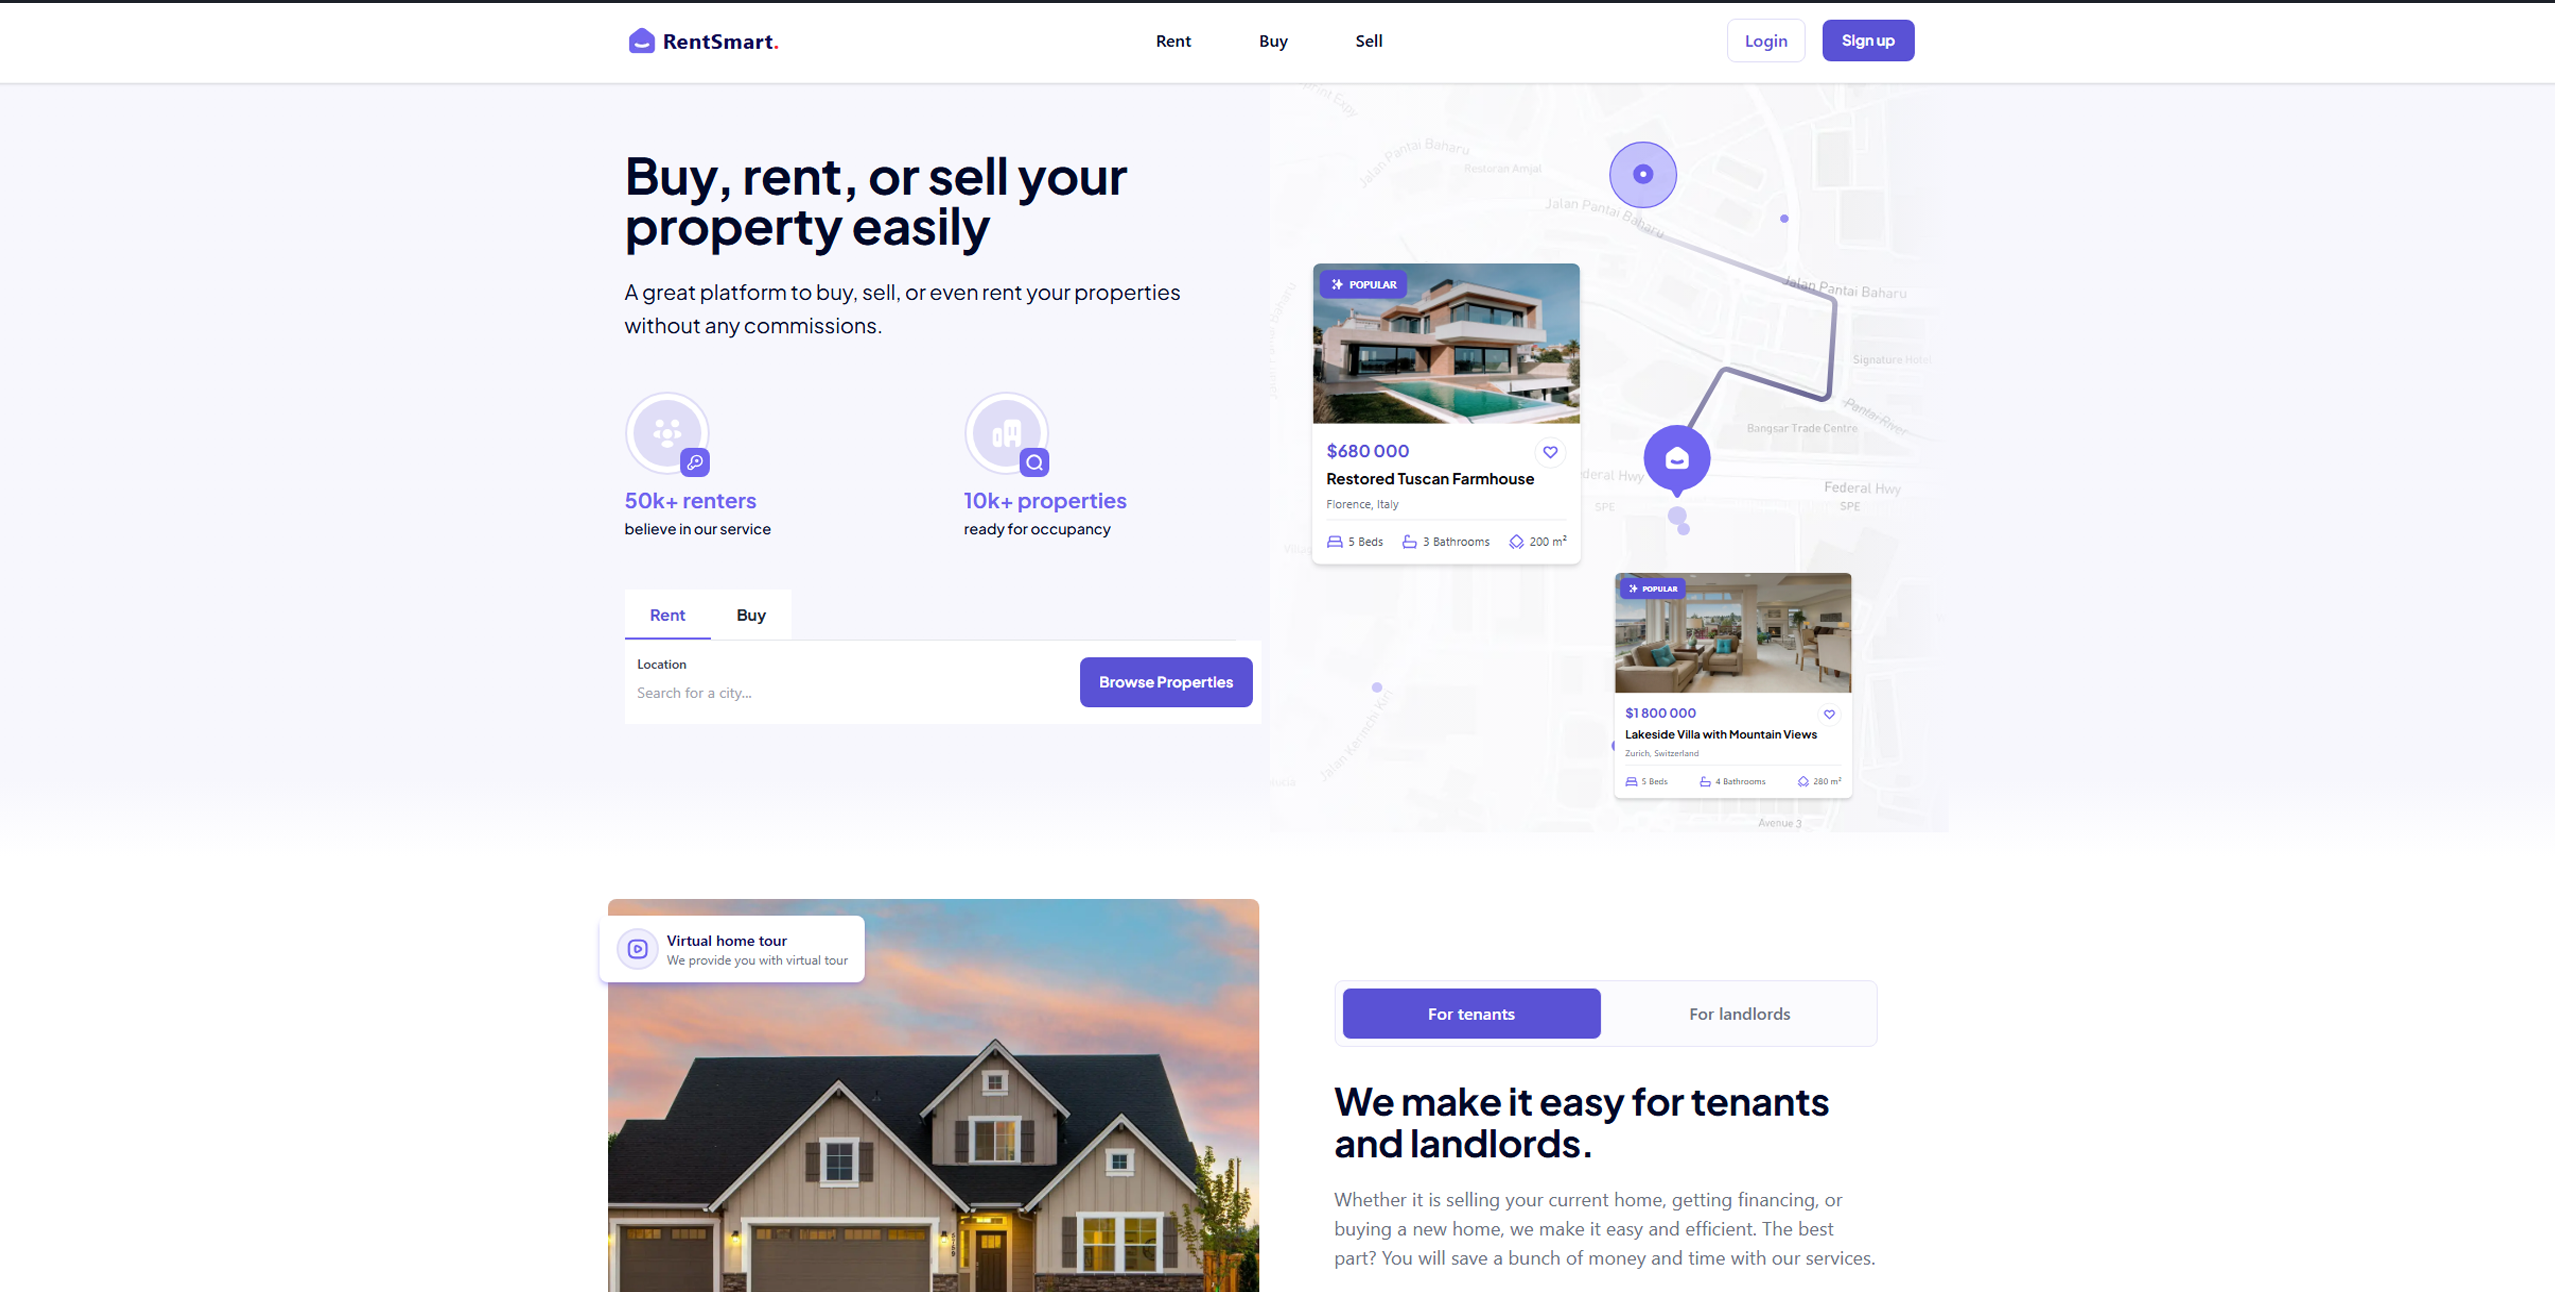 RentSmart.
Rent
Buy
Sell
Login
Sign up
Buy, rent, or sell your
property easily
A great platform to buy, sell, or even rent your properties
without any commissions.
50k+ renters
believe in our service
10k+ properties
ready for occupancy
Rent
Buy
Location
Search for a city...
Browse Properties
print Expy
Jalan Pantai Baharu
Restoran Amjal
Jalan Pantai Baharu
Jalan Pantai Baharu
Signature Hotel
Pantar River
Bangsar Trade Centre
deral Hwy
Federal Hwy
SPE
SPE
Jalan Kerinchi Kiri
Avenue 3
POPULAR
$680 000
Restored Tuscan Farmhouse
Florence, Italy
5 Beds
3 Bathrooms
200 m²
POPULAR
$1 800 000
Lakeside Villa with Mountain Views
Zurich, Switzerland
5 Beds
4 Bathrooms
280 m²
Virtual home tour
We provide you with virtual tour
For tenants
For landlords
We make it easy for tenants
and landlords.
Whether it is selling your current home, getting financing, or
buying a new home, we make it easy and efficient. The best
part? You will save a bunch of money and time with our services.